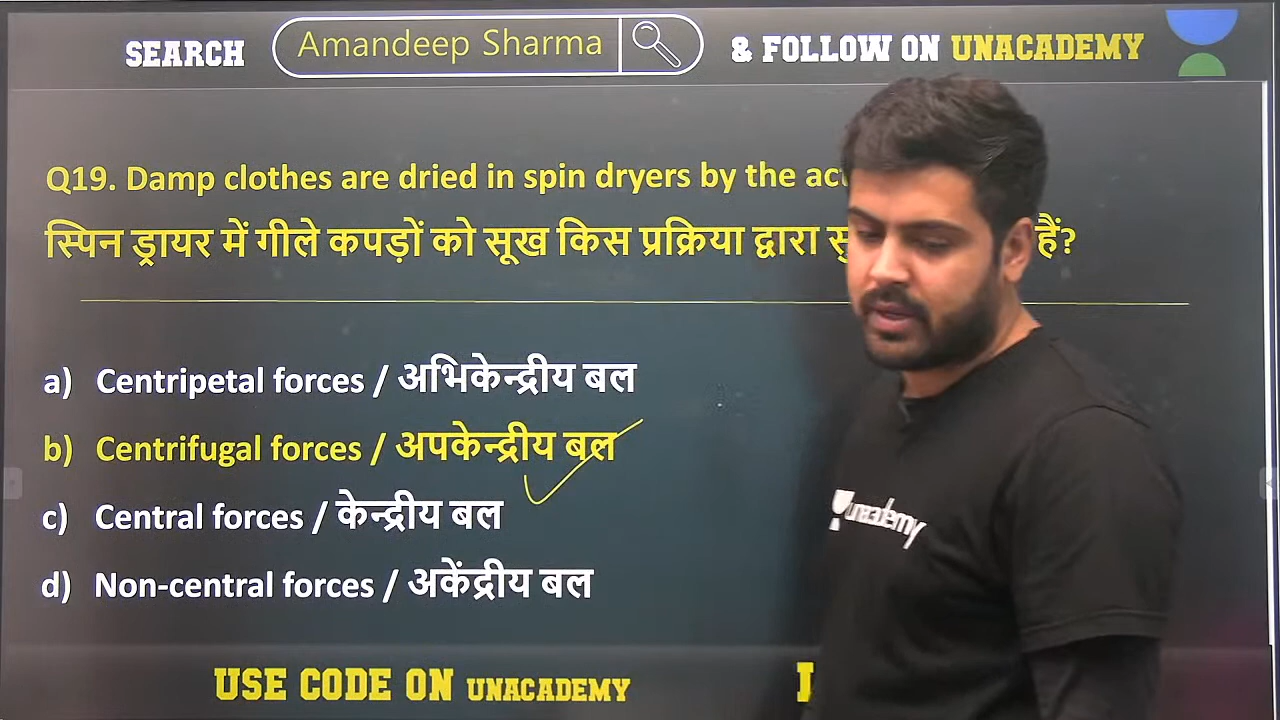 SEARCH Amandeep Sharma & FOLLOW ON UNACADEMY
Q19. Damp clothes are dried in spin dryers by the
स्पिन ड्रायर में गीले कपड़ों को सूख किस प्रक्रिया द्वारा हैं?
a) Centripetal forces / अभिकेन्द्रीय बल
b) Centrifugal forces / अपकेन्द्रीय बल
c) Central forces / केन्द्रीय बल
d) Non-central forces / अकेंद्रीय बल
unacademy
USE CODE ON UNACADEMY